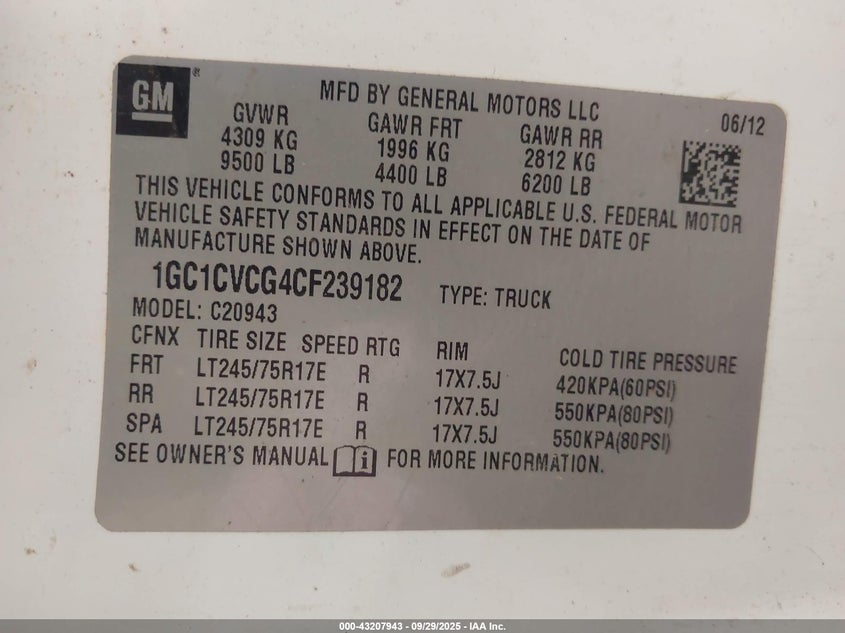 GM
MFD BY GENERAL MOTORS LLC
06/12
GVWR GAWR FRT GAWR RR
4309 KG 1996 KG 2812 KG
9500 LB 4400 LB 6200 LB
THIS VEHICLE CONFORMS TO ALL APPLICABLE U.S. FEDERAL MOTOR
VEHICLE SAFETY STANDARDS IN EFFECT ON THE DATE OF
MANUFACTURE SHOWN ABOVE.
1GC1CVCG4CF239182 TYPE: TRUCK
MODEL: C20943
CFNX TIRE SIZE SPEED RTG RIM COLD TIRE PRESSURE
FRT LT245/75R17E R 17X7.5J 420KPA(60PSI)
RR LT245/75R17E R 17X7.5J 550KPA(80PSI)
SPA LT245/75R17E R 17X7.5J 550KPA(80PSI)
SEE OWNER'S MANUAL i FOR MORE INFORMATION.
000-43207943 - 09/29/2025 - IAA Inc.